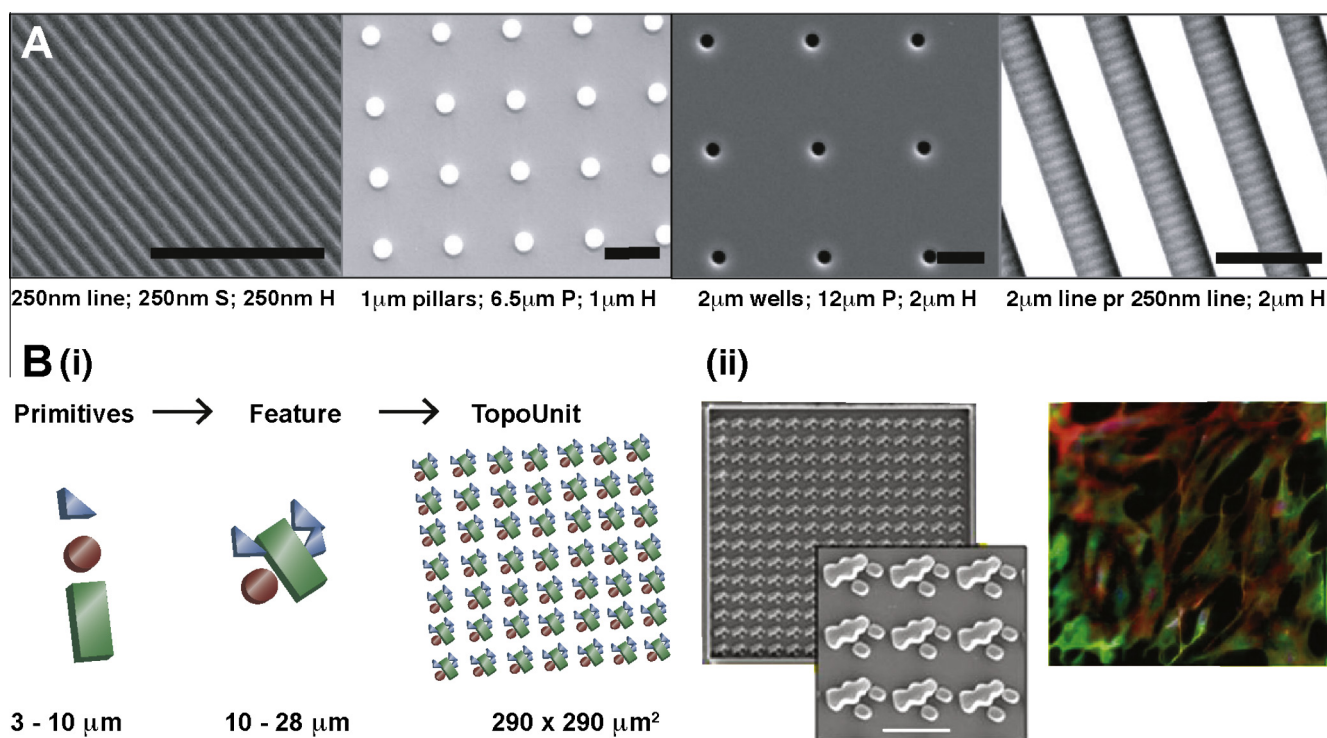 A
250nm line; 250nm S; 250nm H
1μm pillars; 6.5μm P; 1μm H
2μm wells; 12μm P; 2μm H
2μm line pr 250nm line; 2μm H
B (i)
(ii)
Primitives → Feature → TopoUnit
3 - 10 μm
10 - 28 μm
290 x 290 μm²